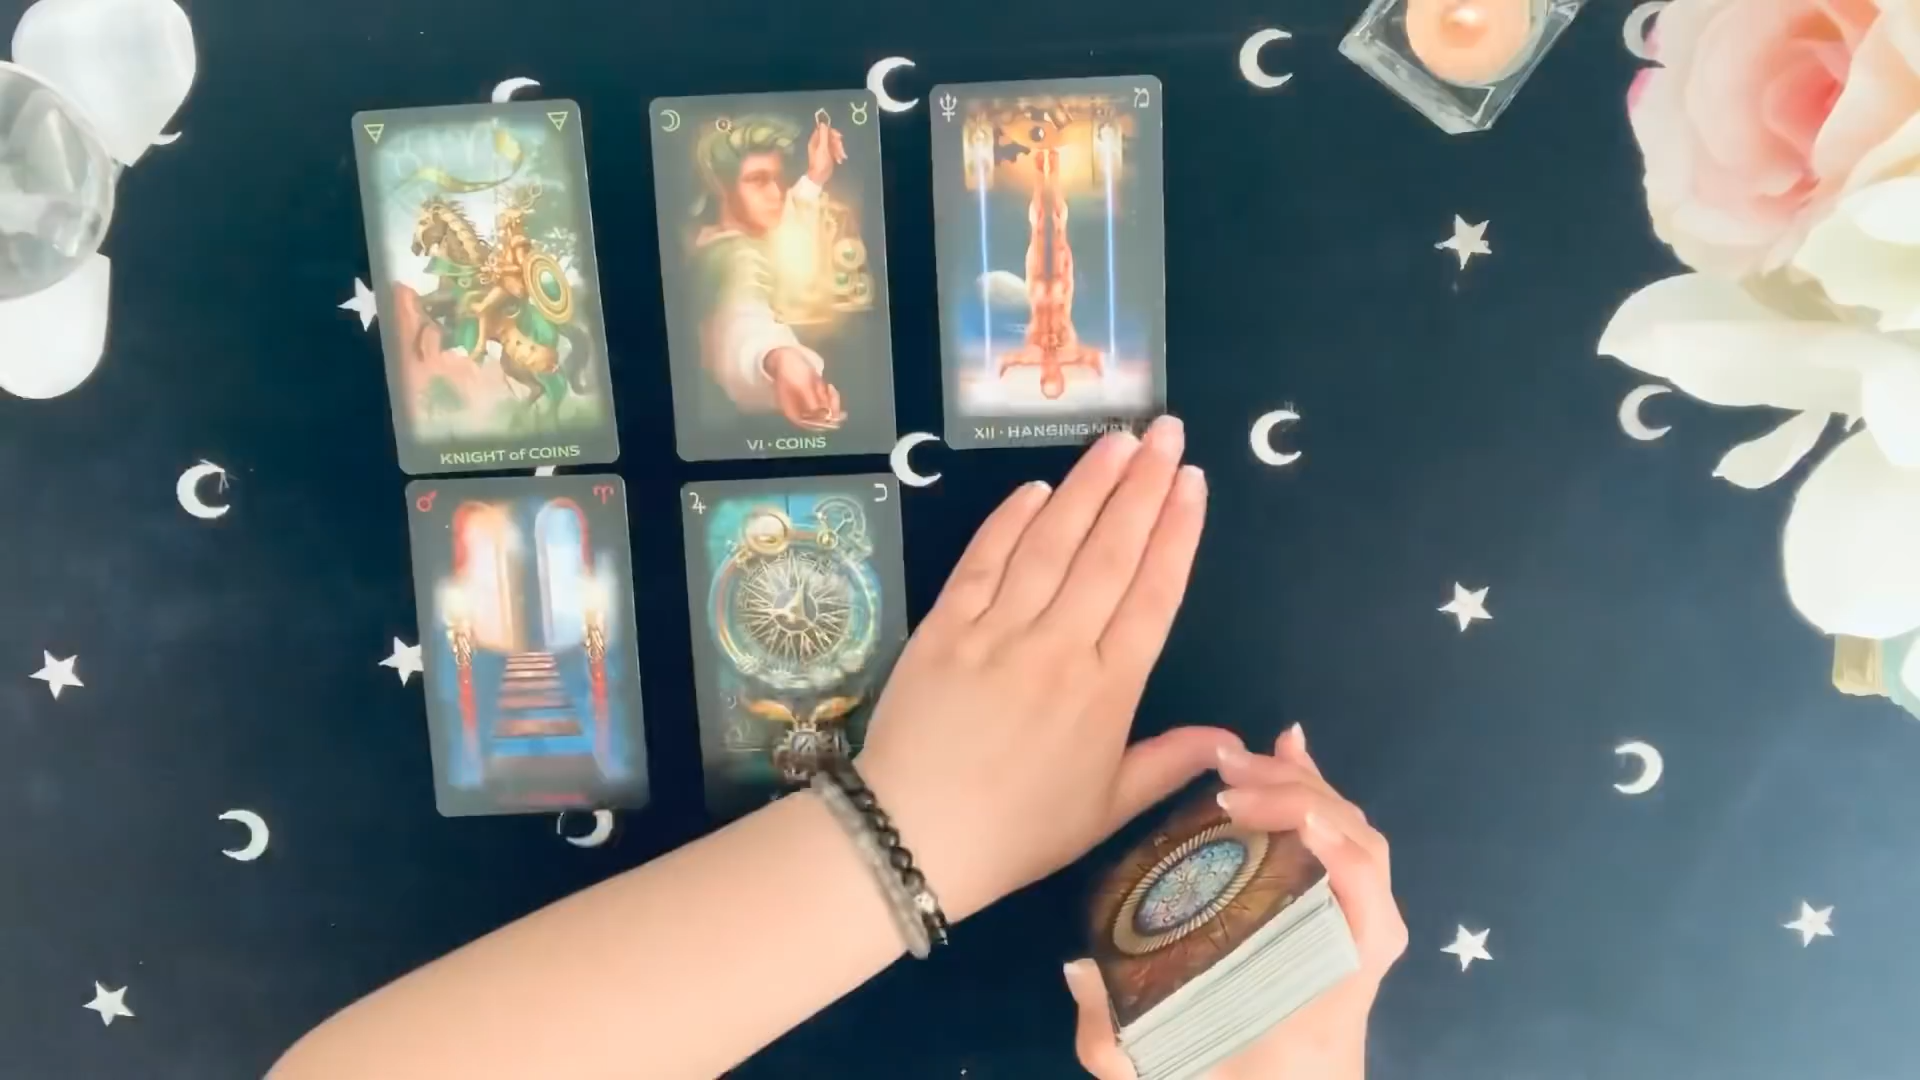 KNIGHT of COINS
VI · COINS
XII · HANGING MAN
מ
כ